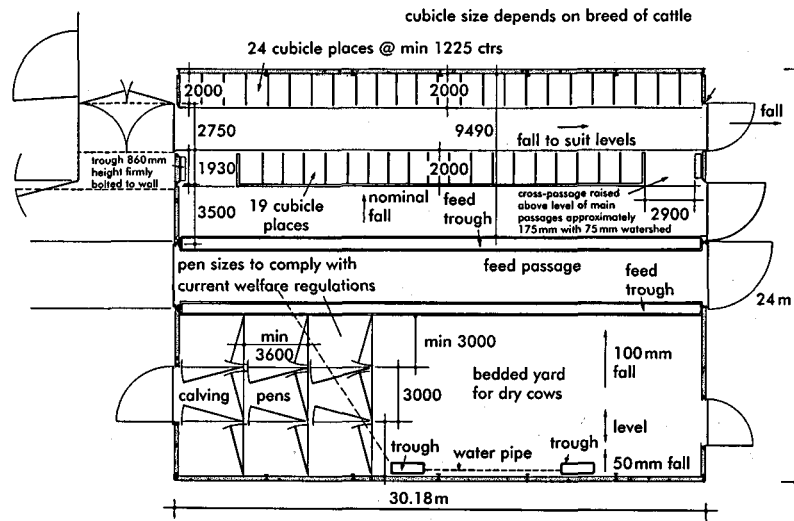 cubicle size depends on breed of cattle
24 cubicle places @ min 1225 ctrs
2000
2000
2750
9490
fall to suit levels
fall
trough 860mm
height firmly
bolted to wall
1930
2000
19 cubicle
places
3500
nominal
fall
feed
trough
cross-passage raised
above level of main
passages approximately
175mm with 75mm watershed
2900
pen sizes to comply with
current welfare regulations
feed passage
feed
trough
24m
min
3600
min 3000
3000
calving
pens
bedded yard
for dry cows
100mm
fall
level
50mm fall
trough
water pipe
trough
30.18m